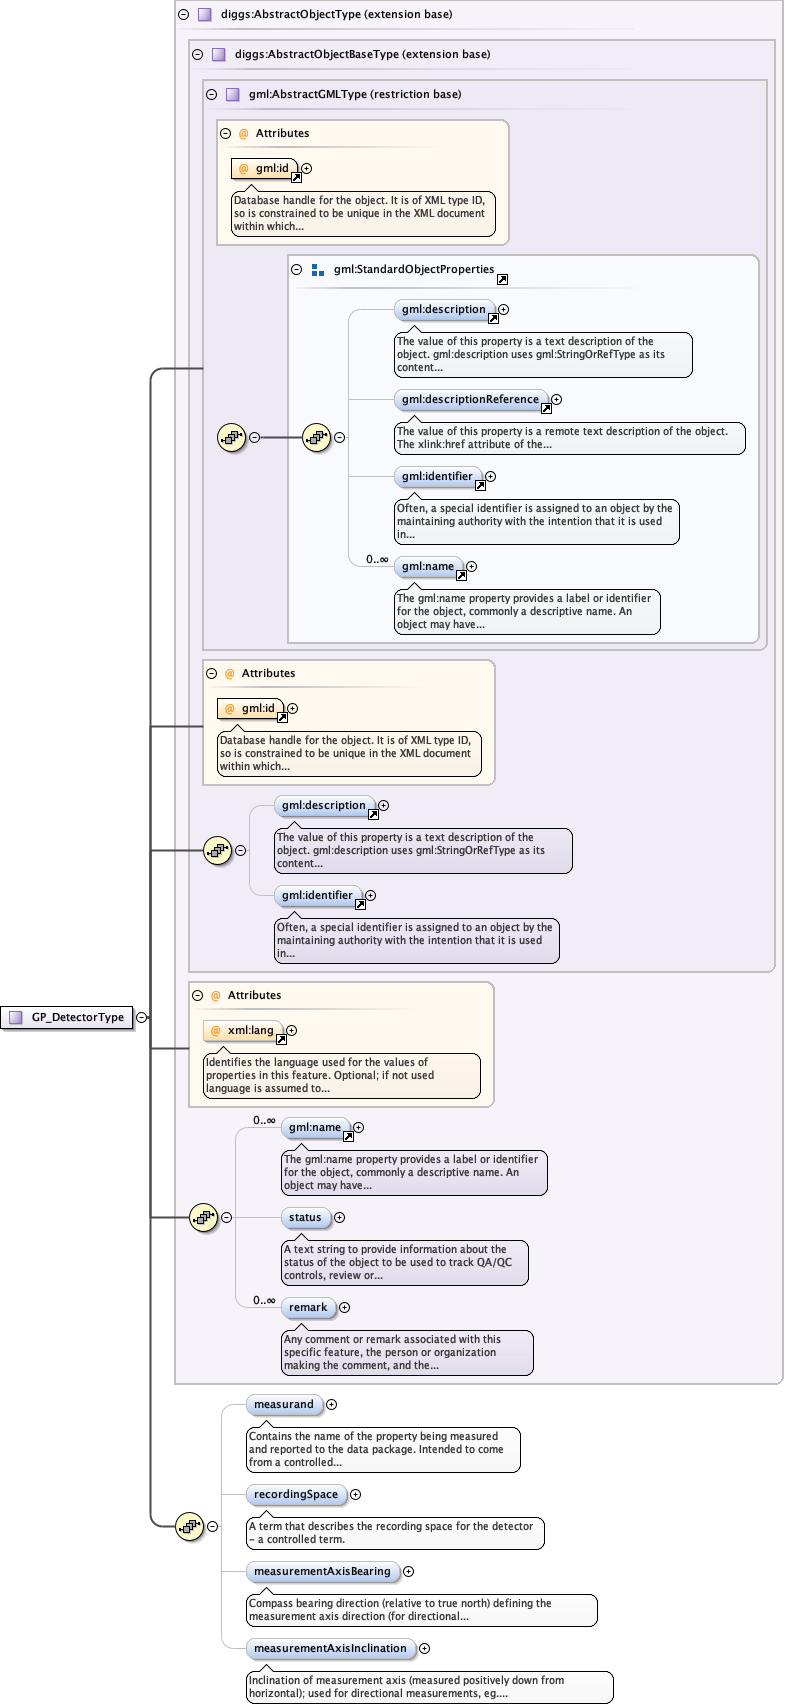 diggs:AbstractObjectType (extension base)
diggs:AbstractObjectBaseType (extension base)
gml:AbstractGMLType (restriction base)
@ Attributes
@ gml:id
Database handle for the object. It is of XML type ID,
so is constrained to be unique in the XML document
within which...
gml:StandardObjectProperties
gml:description
The value of this property is a text description of the
object. gml:description uses gml:StringOrRefType as its
content...
gml:descriptionReference
The value of this property is a remote text description of the object.
The xlink:href attribute of the...
gml:identifier
Often, a special identifier is assigned to an object by the
maintaining authority with the intention that it is used
in...
0..∞
gml:name
The gml:name property provides a label or identifier
for the object, commonly a descriptive name. An
object may have...
@ Attributes
@ gml:id
Database handle for the object. It is of XML type ID,
so is constrained to be unique in the XML document
within which...
gml:description
The value of this property is a text description of the
object. gml:description uses gml:StringOrRefType as its
content...
gml:identifier
Often, a special identifier is assigned to an object by the
maintaining authority with the intention that it is used
in...
GP_DetectorType
@ Attributes
@ xml:lang
Identifies the language used for the values of
properties in this feature. Optional; if not used
language is assumed to...
0..∞
gml:name
The gml:name property provides a label or identifier
for the object, commonly a descriptive name. An
object may have...
status
A text string to provide information about the
status of the object to be used to track QA/QC
controls, review or...
0..∞
remark
Any comment or remark associated with this
specific feature, the person or organization
making the comment, and the...
measurand
Contains the name of the property being measured
and reported to the data package. Intended to come
from a controlled...
recordingSpace
A term that describes the recording space for the detector
- a controlled term.
measurementAxisBearing
Compass bearing direction (relative to true north) defining the
measurement axis direction (for directional...
measurementAxisInclination
Inclination of measurement axis (measured positively down from
horizontal); used for directional measurements, eg....